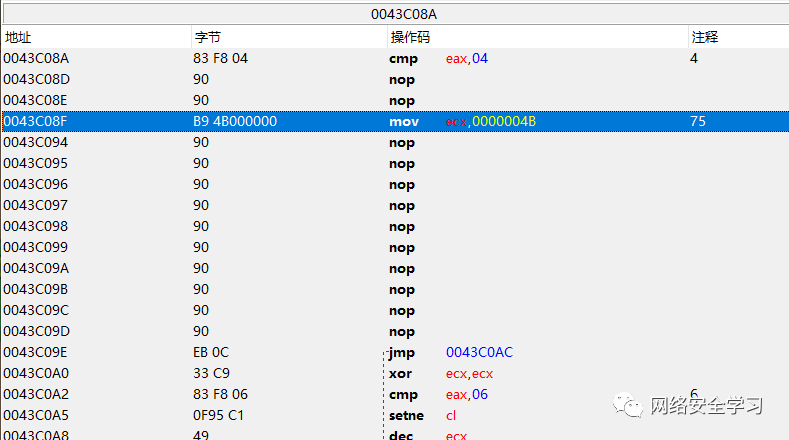 0043C08A
地址 字节 操作码 注释
0043C08A 83 F8 04 cmp eax,04 4
0043C08D 90 nop
0043C08E 90 nop
0043C08F B9 4B000000 mov ecx,0000004B 75
0043C094 90 nop
0043C095 90 nop
0043C096 90 nop
0043C097 90 nop
0043C098 90 nop
0043C099 90 nop
0043C09A 90 nop
0043C09B 90 nop
0043C09C 90 nop
0043C09D 90 nop
0043C09E EB 0C jmp 0043C0AC
0043C0A0 33 C9 xor ecx,ecx
0043C0A2 83 F8 06 cmp eax,06 6
0043C0A5 0F95 C1 setne cl
0043C0A8 49 dec ecx
网络安全学习